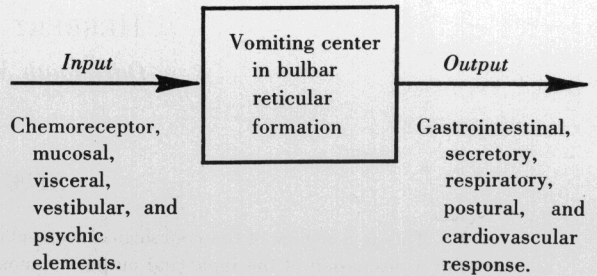 Input
Chemoreceptor,
mucosal,
visceral,
vestibular, and
psychic
elements.
Vomiting center
in bulbar
reticular
formation
Output
Gastrointestinal,
secretory,
respiratory,
postural, and
cardiovascular
response.